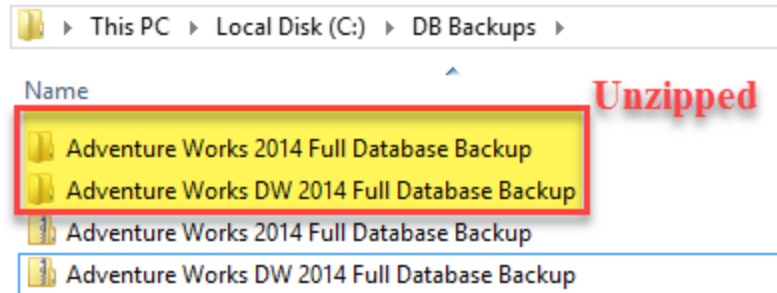 This PC Local Disk (C:) DB Backups
Name
Unzipped
Adventure Works 2014 Full Database Backup
Adventure Works DW 2014 Full Database Backup
Adventure Works 2014 Full Database Backup
Adventure Works DW 2014 Full Database Backup